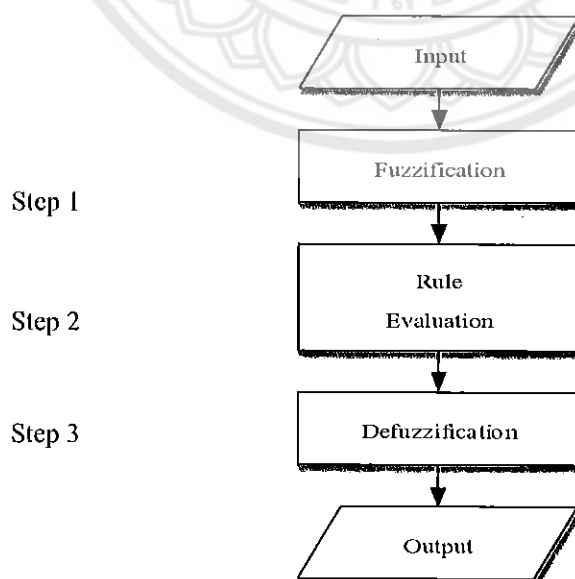 Input
Fuzzification
Step 1
Rule
Evaluation
Step 2
Defuzzification
Step 3
Output